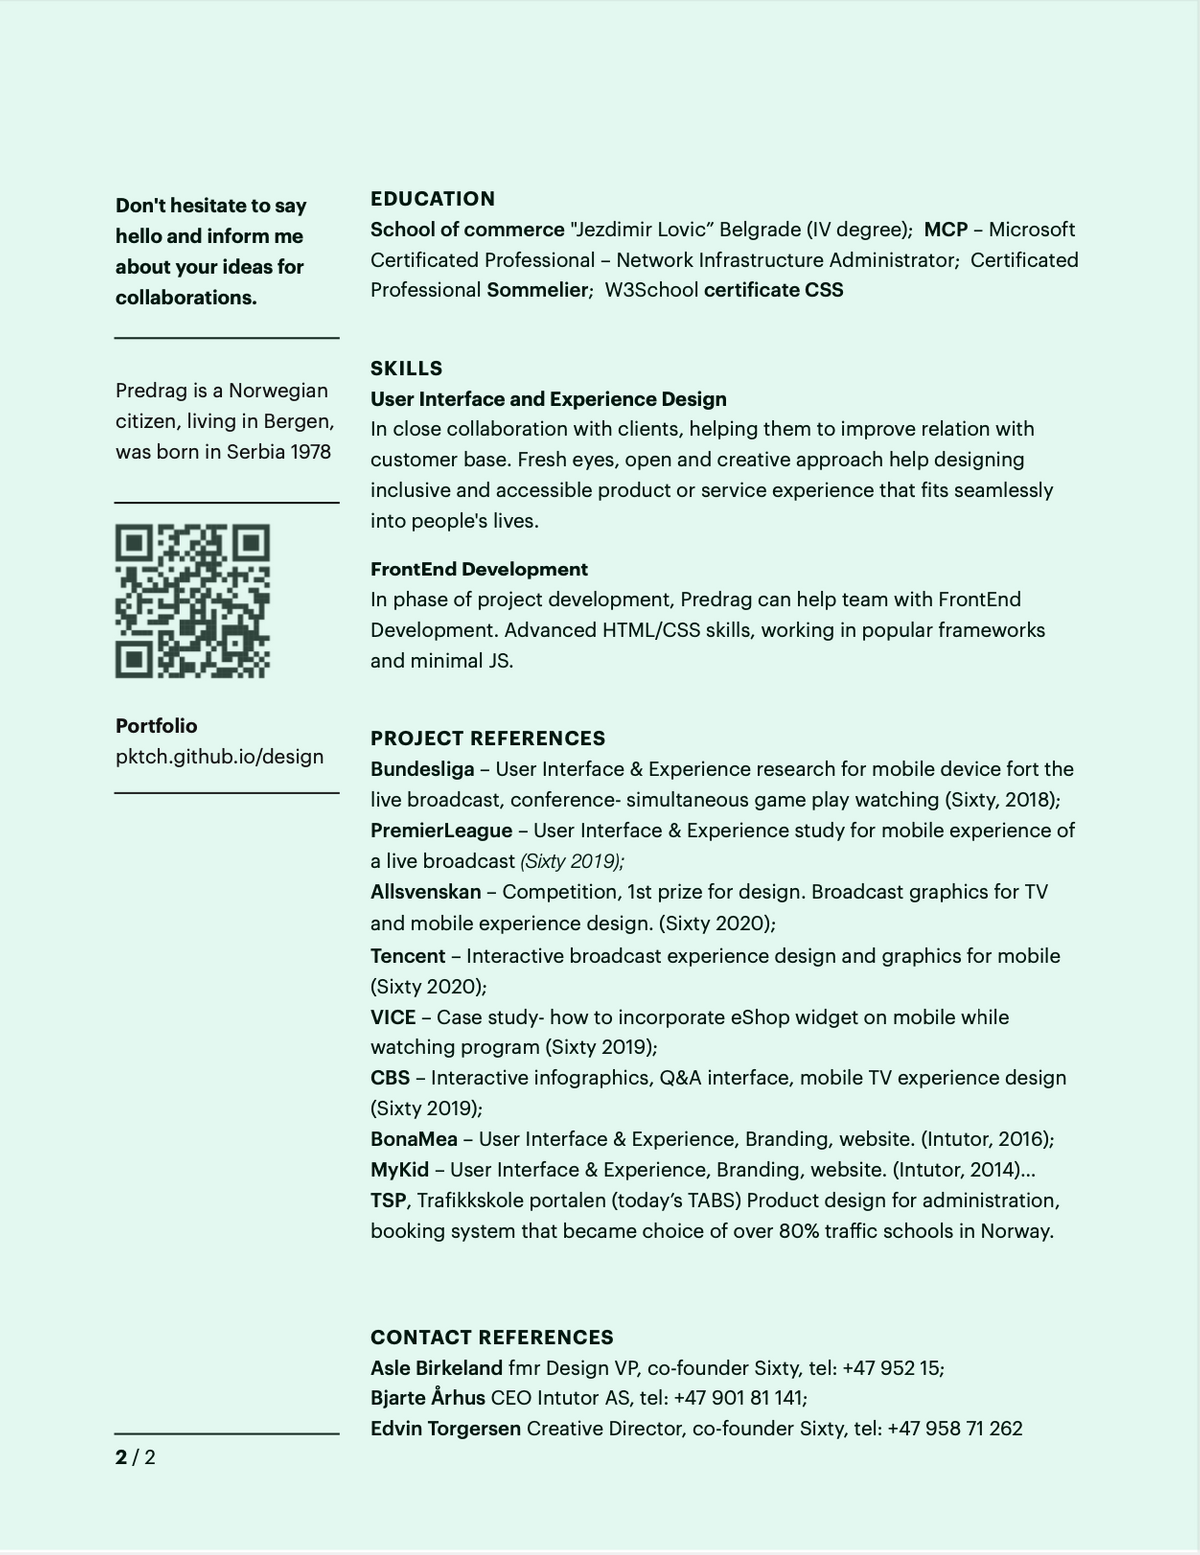 Don't hesitate to say
hello and inform me
about your ideas for
collaborations.
Predrag is a Norwegian
citizen, living in Bergen,
was born in Serbia 1978
Portfolio
pktch.github.io/design
EDUCATION
School of commerce "Jezdimir Lovic” Belgrade (IV degree);  MCP – Microsoft
Certificated Professional – Network Infrastructure Administrator;  Certificated
Professional Sommelier;  W3School certificate CSS
SKILLS
User Interface and Experience Design
In close collaboration with clients, helping them to improve relation with
customer base. Fresh eyes, open and creative approach help designing
inclusive and accessible product or service experience that fits seamlessly
into people's lives.
FrontEnd Development
In phase of project development, Predrag can help team with FrontEnd
Development. Advanced HTML/CSS skills, working in popular frameworks
and minimal JS.
PROJECT REFERENCES
Bundesliga – User Interface & Experience research for mobile device fort the
live broadcast, conference- simultaneous game play watching (Sixty, 2018);
PremierLeague – User Interface & Experience study for mobile experience of
a live broadcast (Sixty 2019);
Allsvenskan – Competition, 1st prize for design. Broadcast graphics for TV
and mobile experience design. (Sixty 2020);
Tencent – Interactive broadcast experience design and graphics for mobile
(Sixty 2020);
VICE – Case study- how to incorporate eShop widget on mobile while
watching program (Sixty 2019);
CBS – Interactive infographics, Q&A interface, mobile TV experience design
(Sixty 2019);
BonaMea – User Interface & Experience, Branding, website. (Intutor, 2016);
MyKid – User Interface & Experience, Branding, website. (Intutor, 2014)...
TSP, Trafikkskole portalen (today’s TABS) Product design for administration,
booking system that became choice of over 80% traffic schools in Norway.
CONTACT REFERENCES
Asle Birkeland fmr Design VP, co-founder Sixty, tel: +47 952 15;
Bjarte Århus CEO Intutor AS, tel: +47 901 81 141;
Edvin Torgersen Creative Director, co-founder Sixty, tel: +47 958 71 262
2 / 2